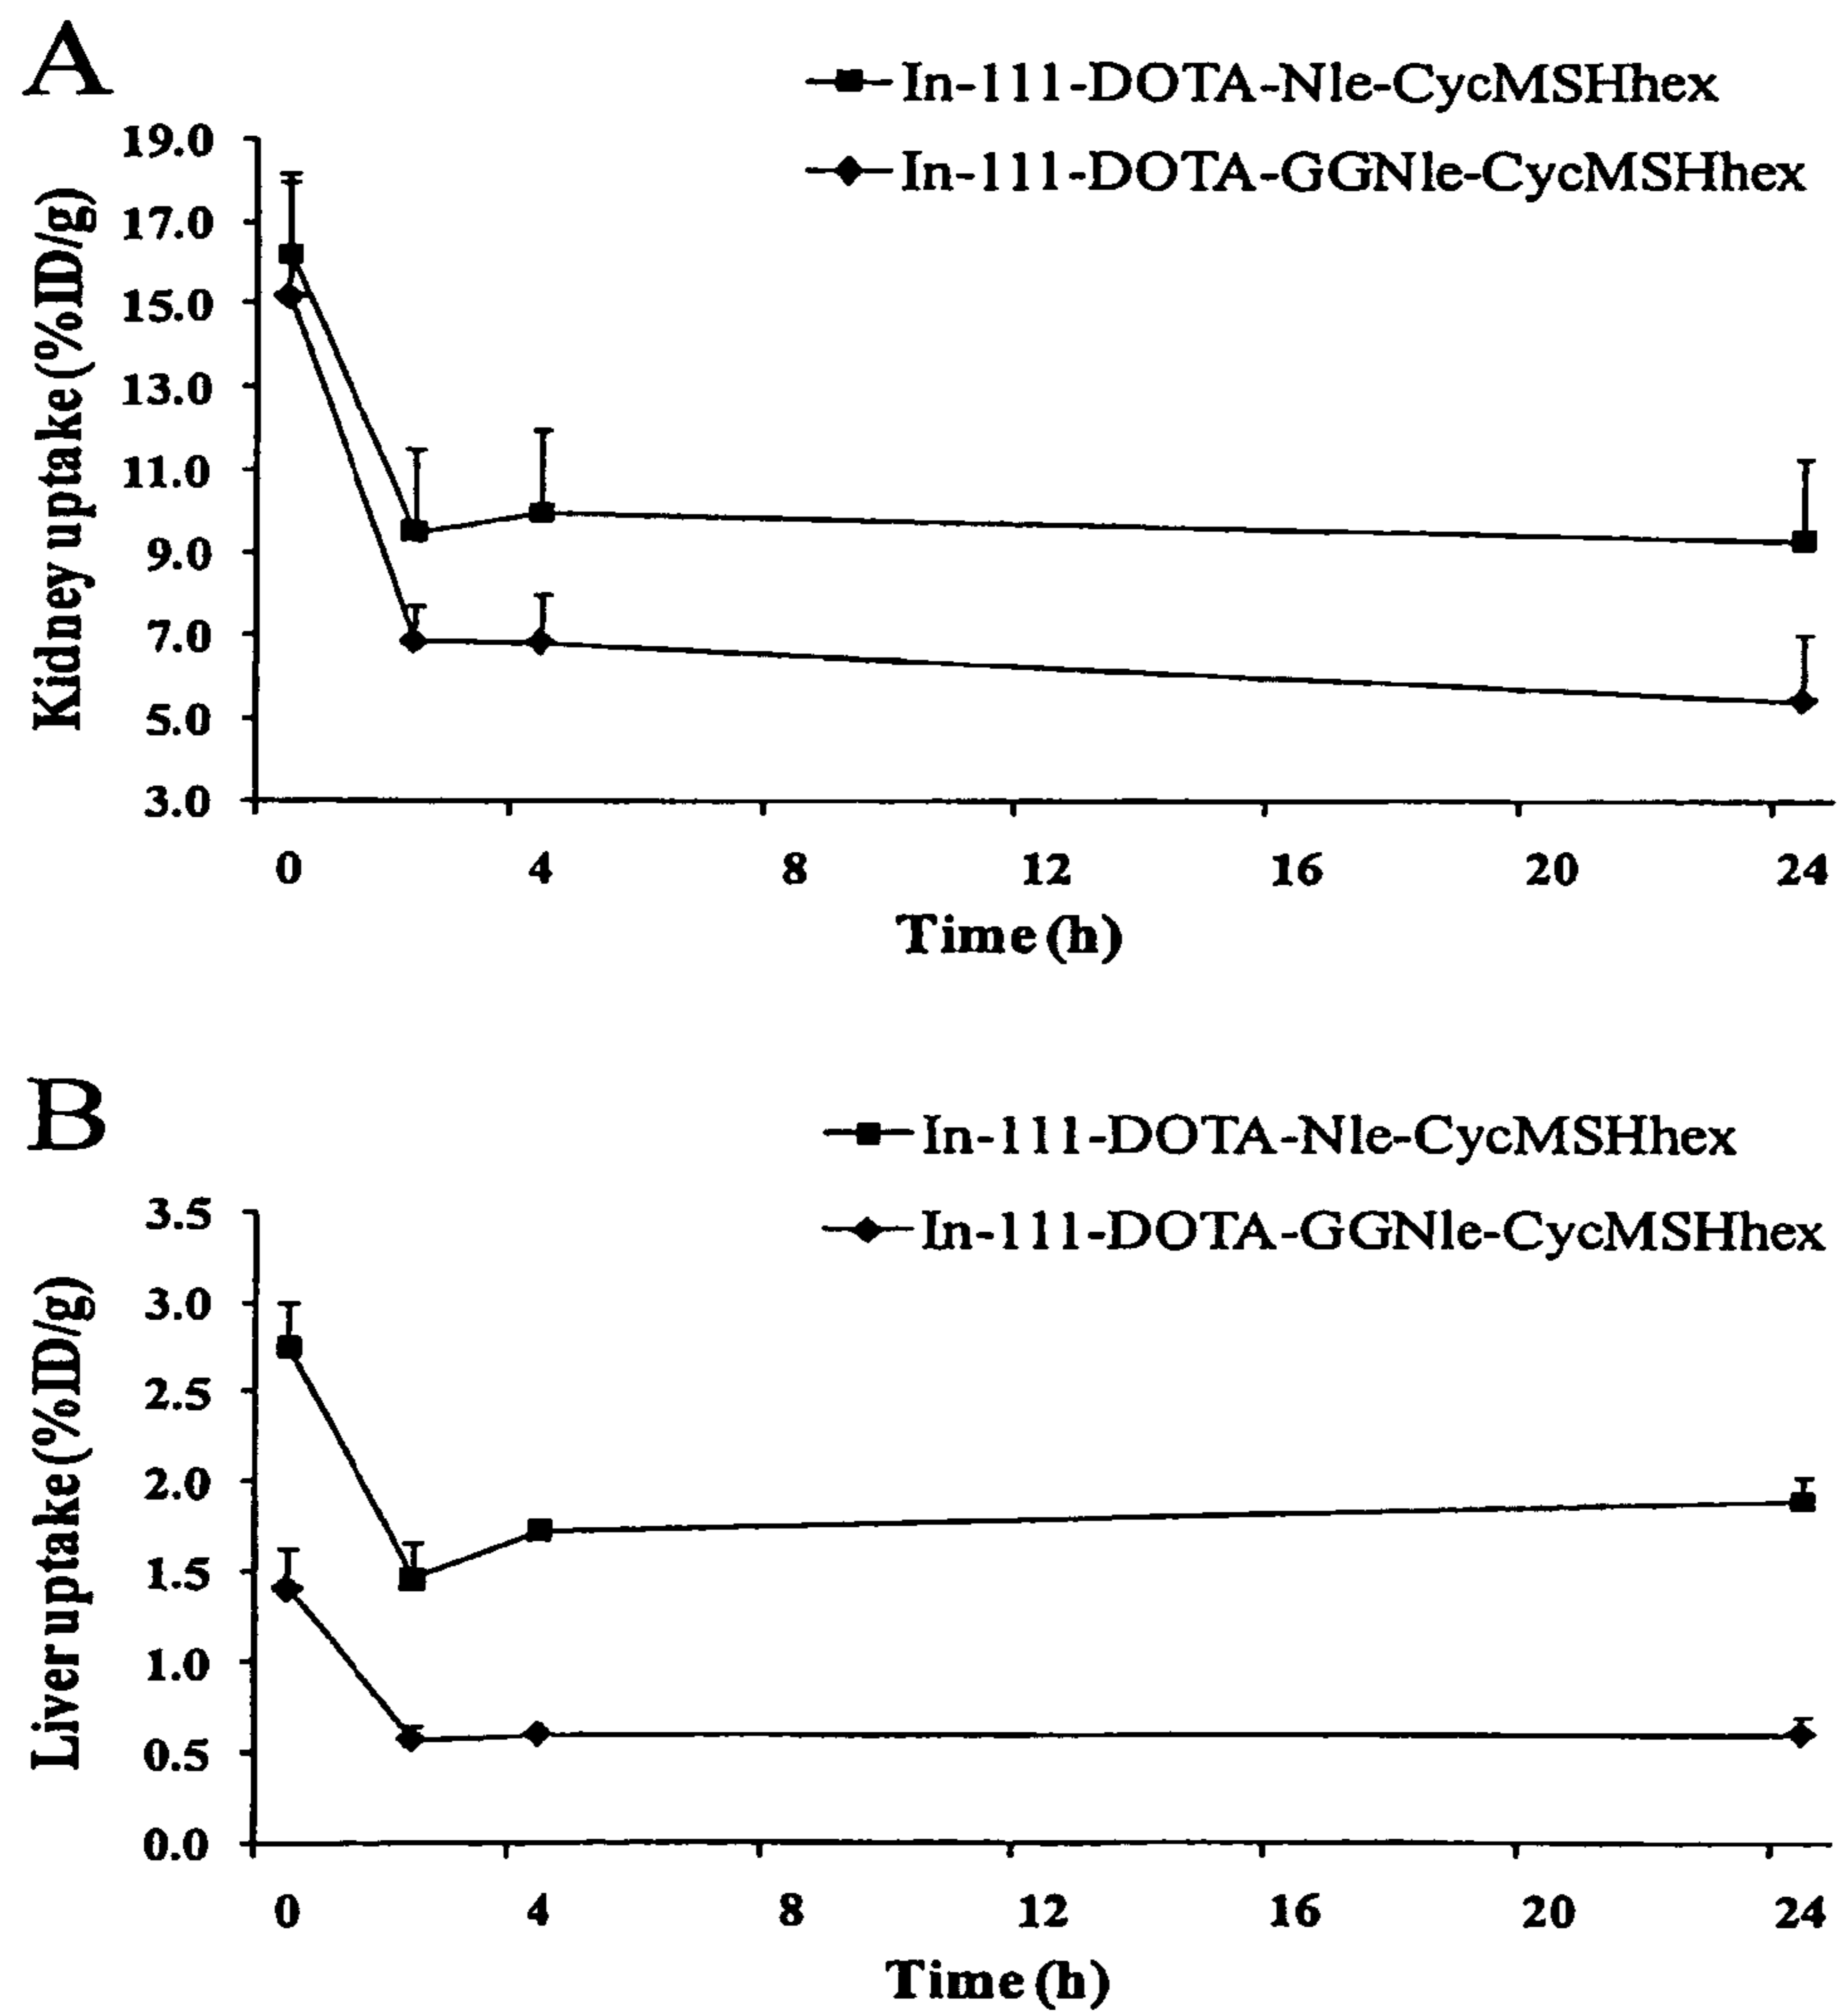 A
In-111-DOTA-Nle-CycMSHhex
In-111-DOTA-GGNle-CycMSHhex
Kidney uptake (%ID/g)
19.0
17.0
15.0
13.0
11.0
9.0
7.0
5.0
3.0
0 4 8 12 16 20 24
Time (h)
B
In-111-DOTA-Nle-CycMSHhex
In-111-DOTA-GGNle-CycMSHhex
Liver uptake (%ID/g)
3.5
3.0
2.5
2.0
1.5
1.0
0.5
0.0
0 4 8 12 16 20 24
Time (h)